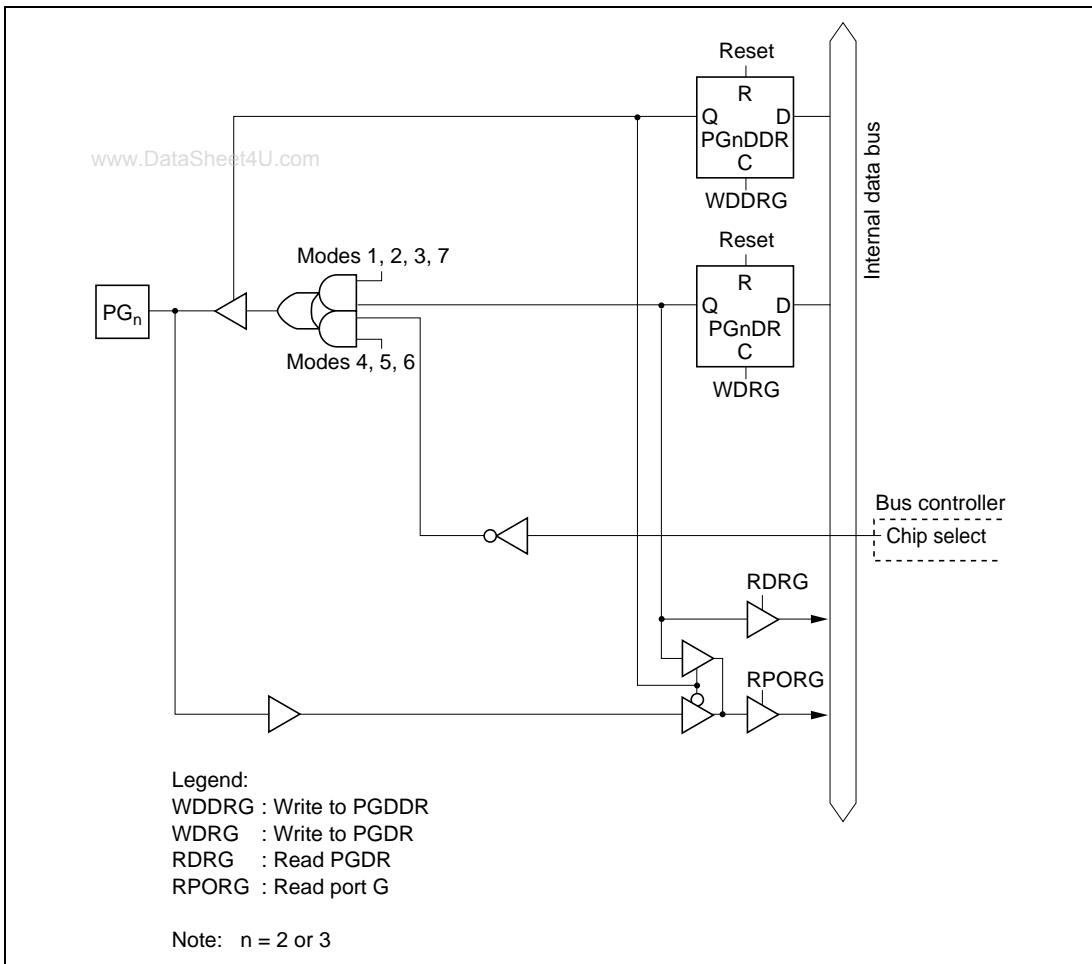 Reset
R
Q D
PGnDDR
C
WDDRG
Internal data bus
www.DataSheet4U.com
Reset
Modes 1, 2, 3, 7
R
Q D
PGn
PGnDR
C
Modes 4, 5, 6
WDRG
Bus controller
Chip select
RDRG
RPORG
Legend:
WDDRG : Write to PGDDR
WDRG : Write to PGDR
RDRG : Read PGDR
RPORG : Read port G
Note: n = 2 or 3